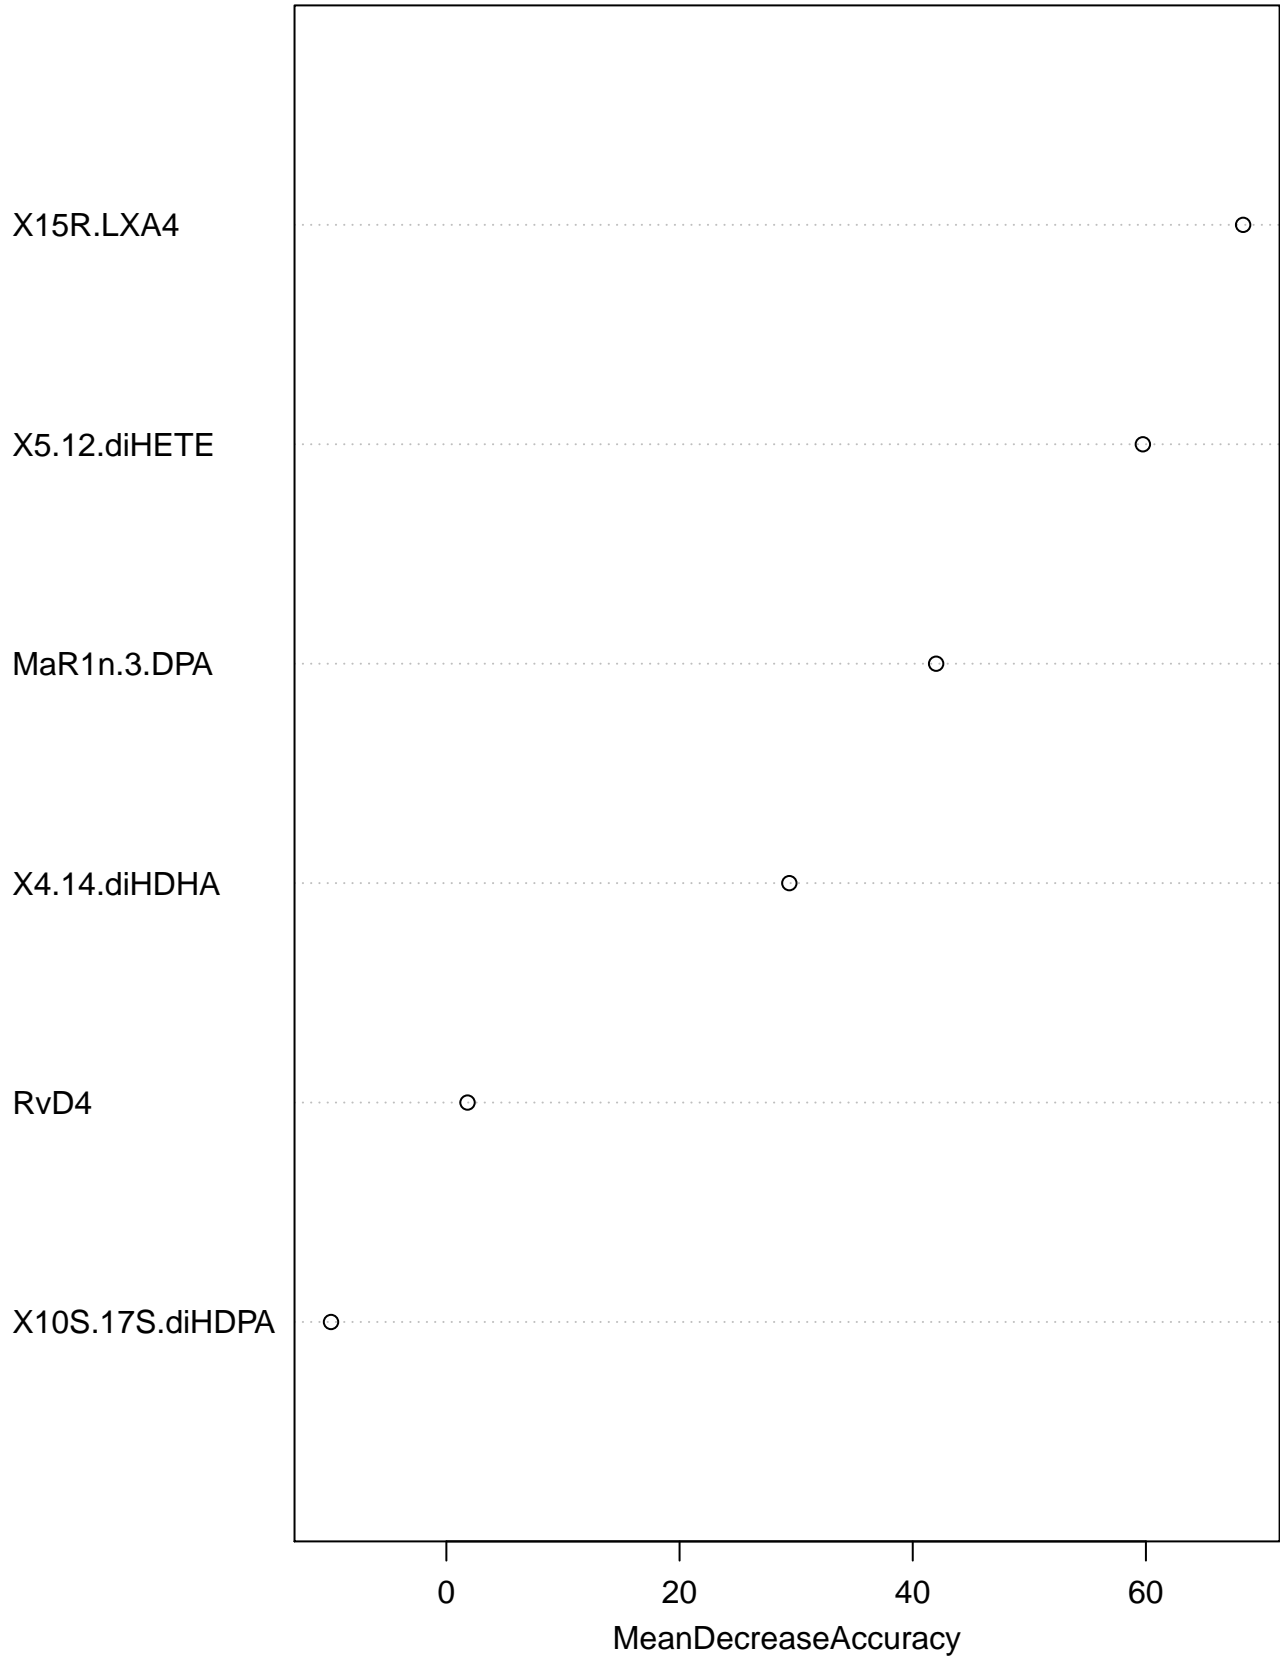 X15R.LXA4
X5.12.diHETE
MaR1n.3.DPA
X4.14.diHDHA
RvD4
X10S.17S.diHDPA
0 20 40 60
MeanDecreaseAccuracy